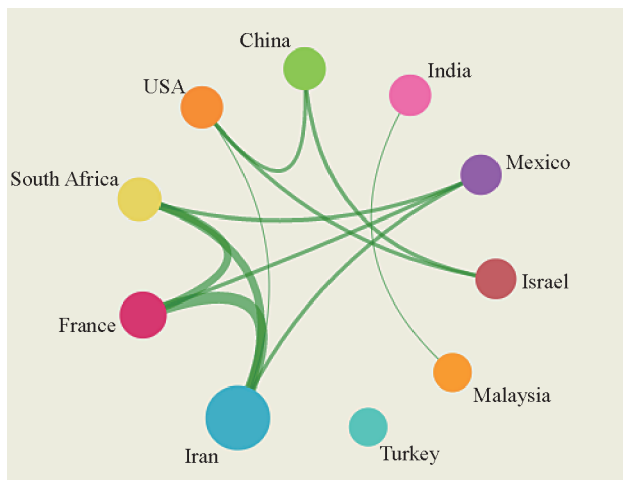 China
India
USA
Mexico
South Africa
Israel
France
Malaysia
Turkey
Iran